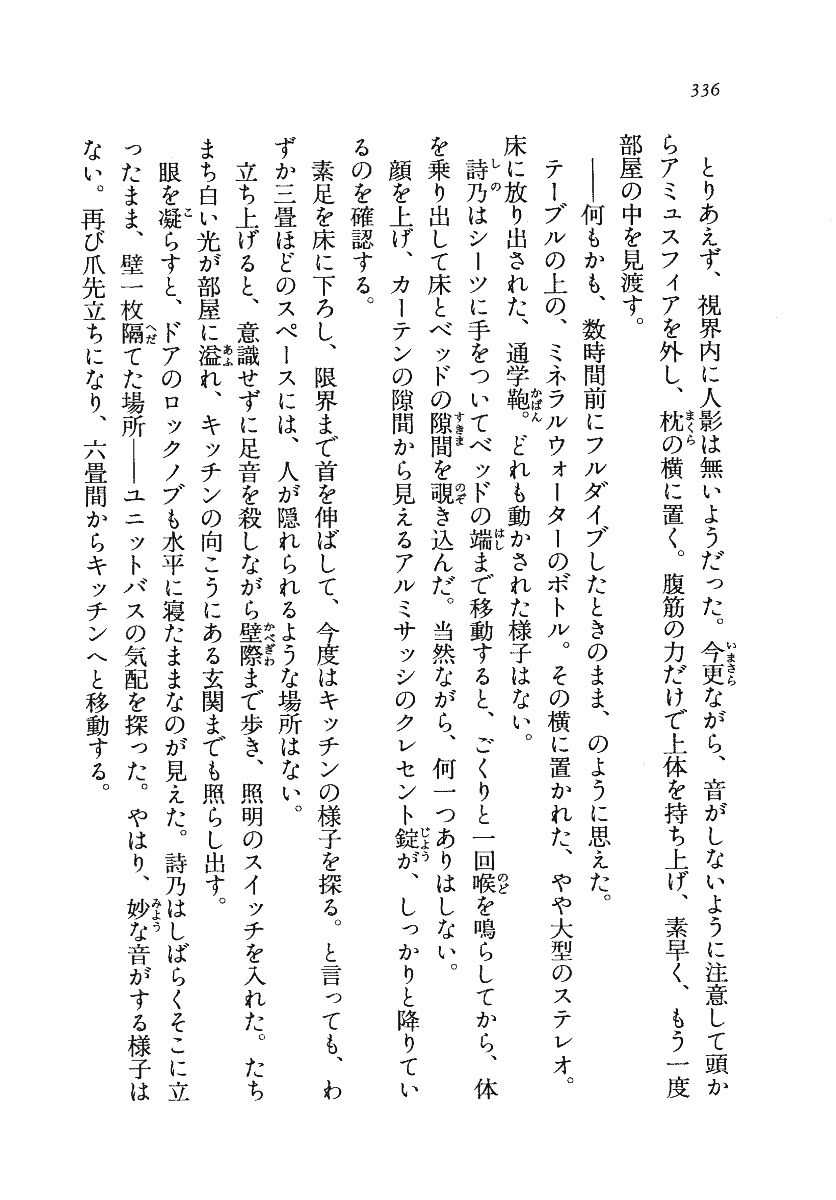 336
とりあえず、視界内に人影は無いようだった。今更ながら、音がしないように注意して頭か
らアミュスフィアを外し、枕の横に置く。腹筋の力だけで上体を持ち上げ、素早く、もう一度
部屋の中を見渡す。
――何もかも、数時間前にフルダイブしたときのまま、のように思えた。
テーブルの上の、ミネラルウォーターのボトル。その横に置かれた、やや大型のステレオ。
床に放り出された、通学鞄。どれも動かされた様子はない。
詩乃はシーツに手をついてベッドの端まで移動すると、ごくりと一回喉を鳴らしてから、体
を乗り出して床とベッドの隙間を覗き込んだ。当然ながら、何一つありはしない。
顔を上げ、カーテンの隙間から見えるアルミサッシのクレセント錠が、しっかりと降りてい
るのを確認する。
素足を床に下ろし、限界まで首を伸ばして、今度はキッチンの様子を探る。と言っても、わ
ずか三畳ほどのスペースには、人が隠れられるような場所はない。
立ち上げると、意識せずに足音を殺しながら壁際まで歩き、照明のスイッチを入れた。たち
まち白い光が部屋に溢れ、キッチンの向こうにある玄関までも照らし出す。
眼を凝らすと、ドアのロックノブも水平に寝たままなのが見えた。詩乃はしばらくそこに立
ったまま、壁一枚隔てた場所――ユニットバスの気配を探った。やはり、妙な音がする様子は
ない。再び爪先立ちになり、六畳間からキッチンへと移動する。